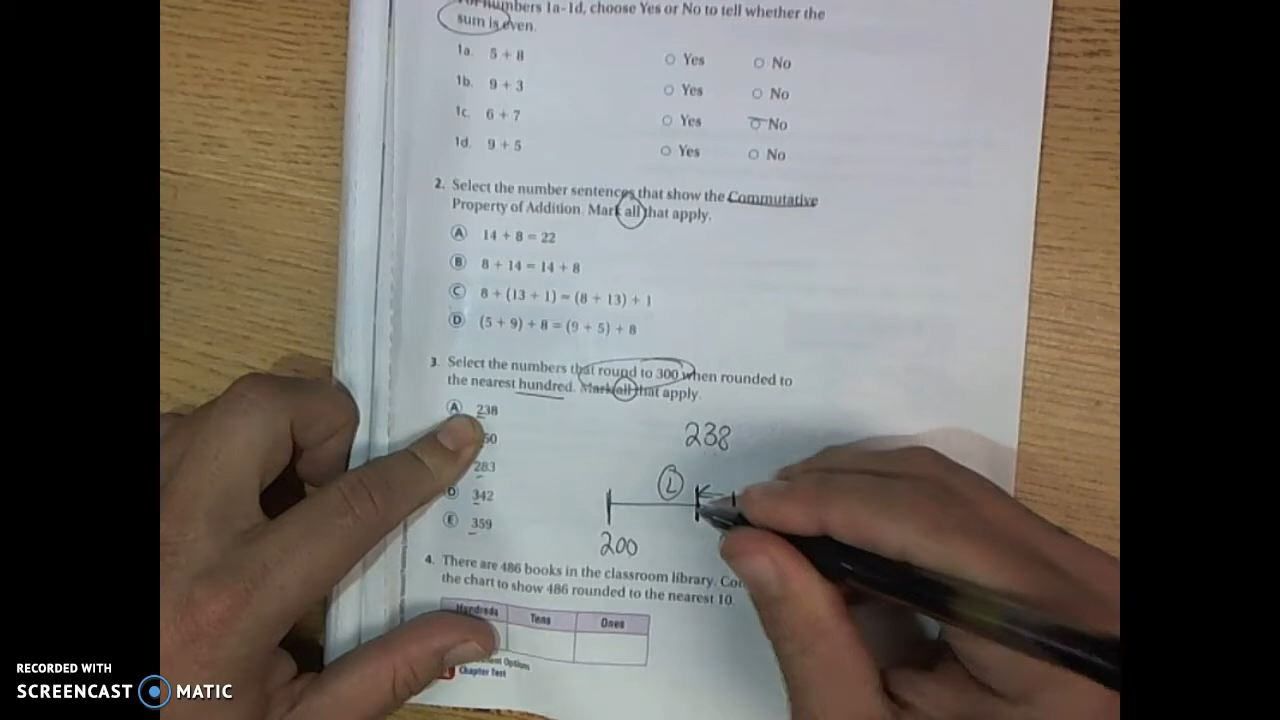 numbers 1a–1d, choose Yes or No to tell whether the
sum is even.
1a. 5 + 8 Yes No
1b. 9 + 3 Yes No
1c. 6 + 7 Yes No
1d. 9 + 5 Yes No
2. Select the number sentences that show the Commutative
Property of Addition. Mark all that apply.
A 14 + 8 = 22
B 8 + 14 = 14 + 8
C 8 + (13 + 1) = (8 + 13) + 1
D (5 + 9) + 8 = (9 + 5) + 8
3. Select the numbers that round to 300 when rounded to
the nearest hundred. Mark all that apply.
A 238
50
283
D 342
E 359
238
L
200
4. There are 486 books in the classroom library.
the chart to show 486 rounded to the nearest 10.
Hundreds Tens Ones
Chapter Test
RECORDED WITH
SCREENCAST MATIC